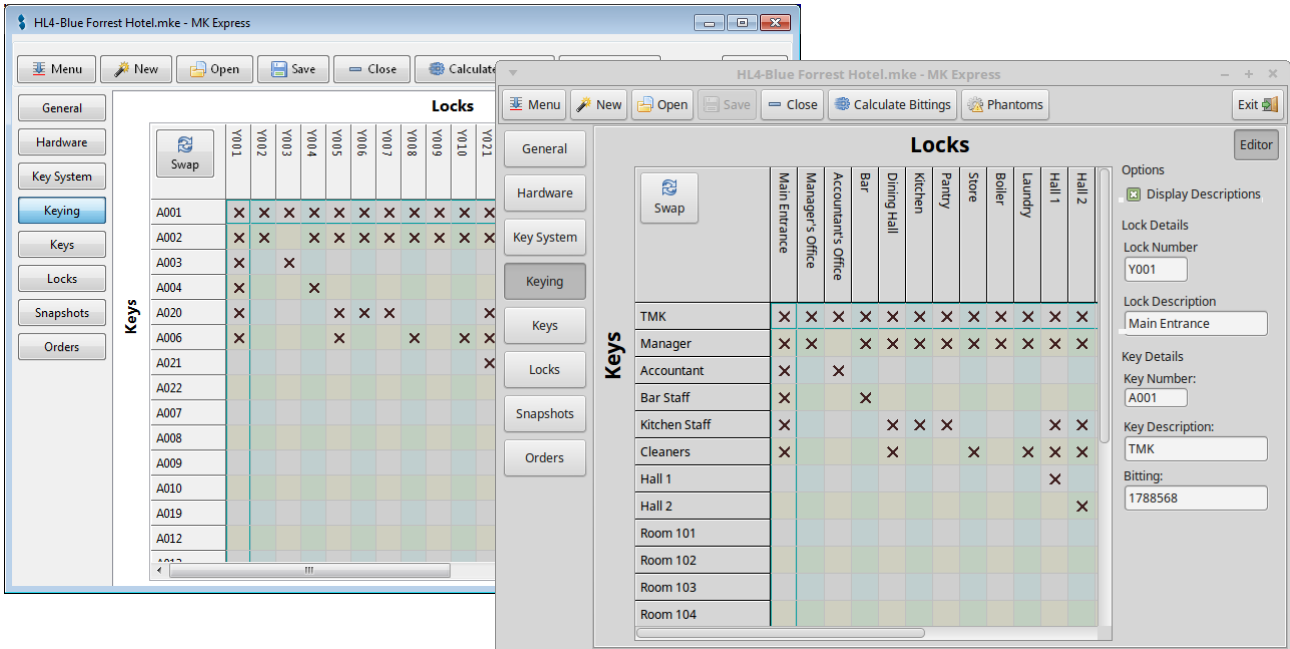 HL4-Blue Forrest Hotel.mke - MK Express
Menu New Open Save Close Calculate
General
Hardware
Key System
Keying
Keys
Locks
Snapshots
Orders
Locks
Swap
Y001 Y002 Y003 Y004 Y005 Y006 Y007 Y008 Y009 Y010 Y021
Keys
A001
A002
A003
A004
A020
A006
A021
A022
A007
A008
A009
A010
A019
A012
HL4-Blue Forrest Hotel.mke - MK Express
Menu New Open Save Close Calculate Bittings Phantoms Exit
General
Hardware
Key System
Keying
Keys
Locks
Snapshots
Orders
Locks
Swap
Main Entrance
Manager's Office
Accountant's Office
Bar
Dining Hall
Kitchen
Pantry
Store
Boiler
Laundry
Hall 1
Hall 2
Keys
TMK
Manager
Accountant
Bar Staff
Kitchen Staff
Cleaners
Hall 1
Hall 2
Room 101
Room 102
Room 103
Room 104
Editor
Options
Display Descriptions
Lock Details
Lock Number
Y001
Lock Description
Main Entrance
Key Details
Key Number:
A001
Key Description:
TMK
Bitting:
1788568